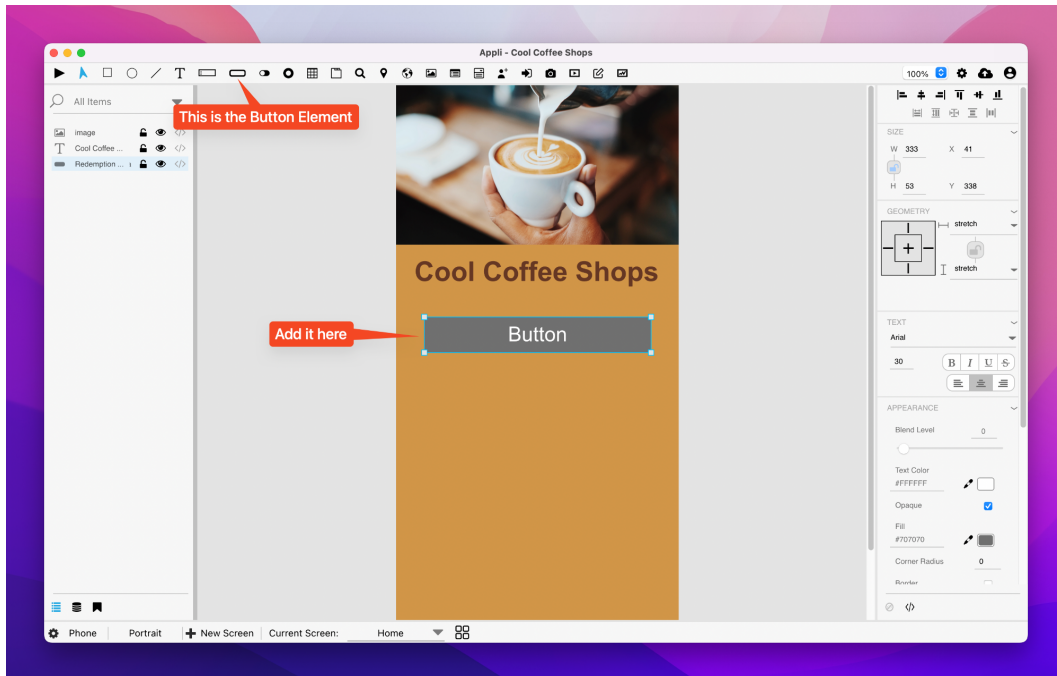 Appli - Cool Coffee Shops
T
100%
All Items
This is the Button Element
image
T Cool Coffee ...
Redemption ...
Cool Coffee Shops
Add it here
Button
SIZE
W 333 X 41
H 53 Y 338
GEOMETRY
stretch
stretch
TEXT
Arial
30 B I U S
APPEARANCE
Blend Level 0
Text Color
#FFFFFF
Opaque
Fill
#707070
Corner Radius 0
Border
Phone Portrait New Screen Current Screen: Home